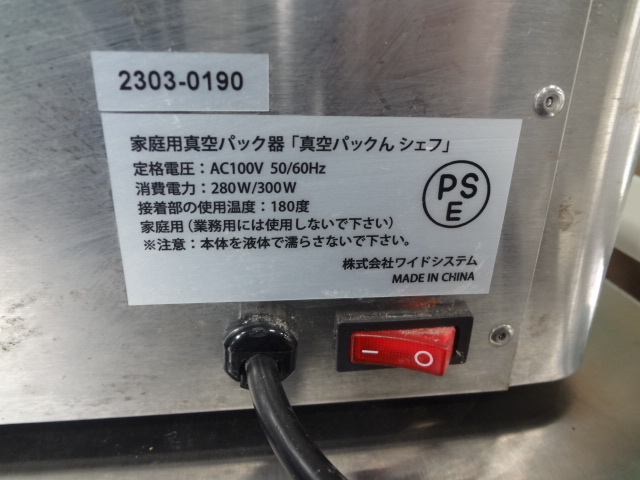 2303-0190
家庭用真空パック器「真空パックん シェフ」
定格電圧：AC100V 50/60Hz
消費電力：280W/300W
接着部の使用温度：180度
家庭用（業務用には使用しないで下さい）
※注意：本体を液体で濡らさないで下さい。
PS
E
株式会社ワイドシステム
MADE IN CHINA